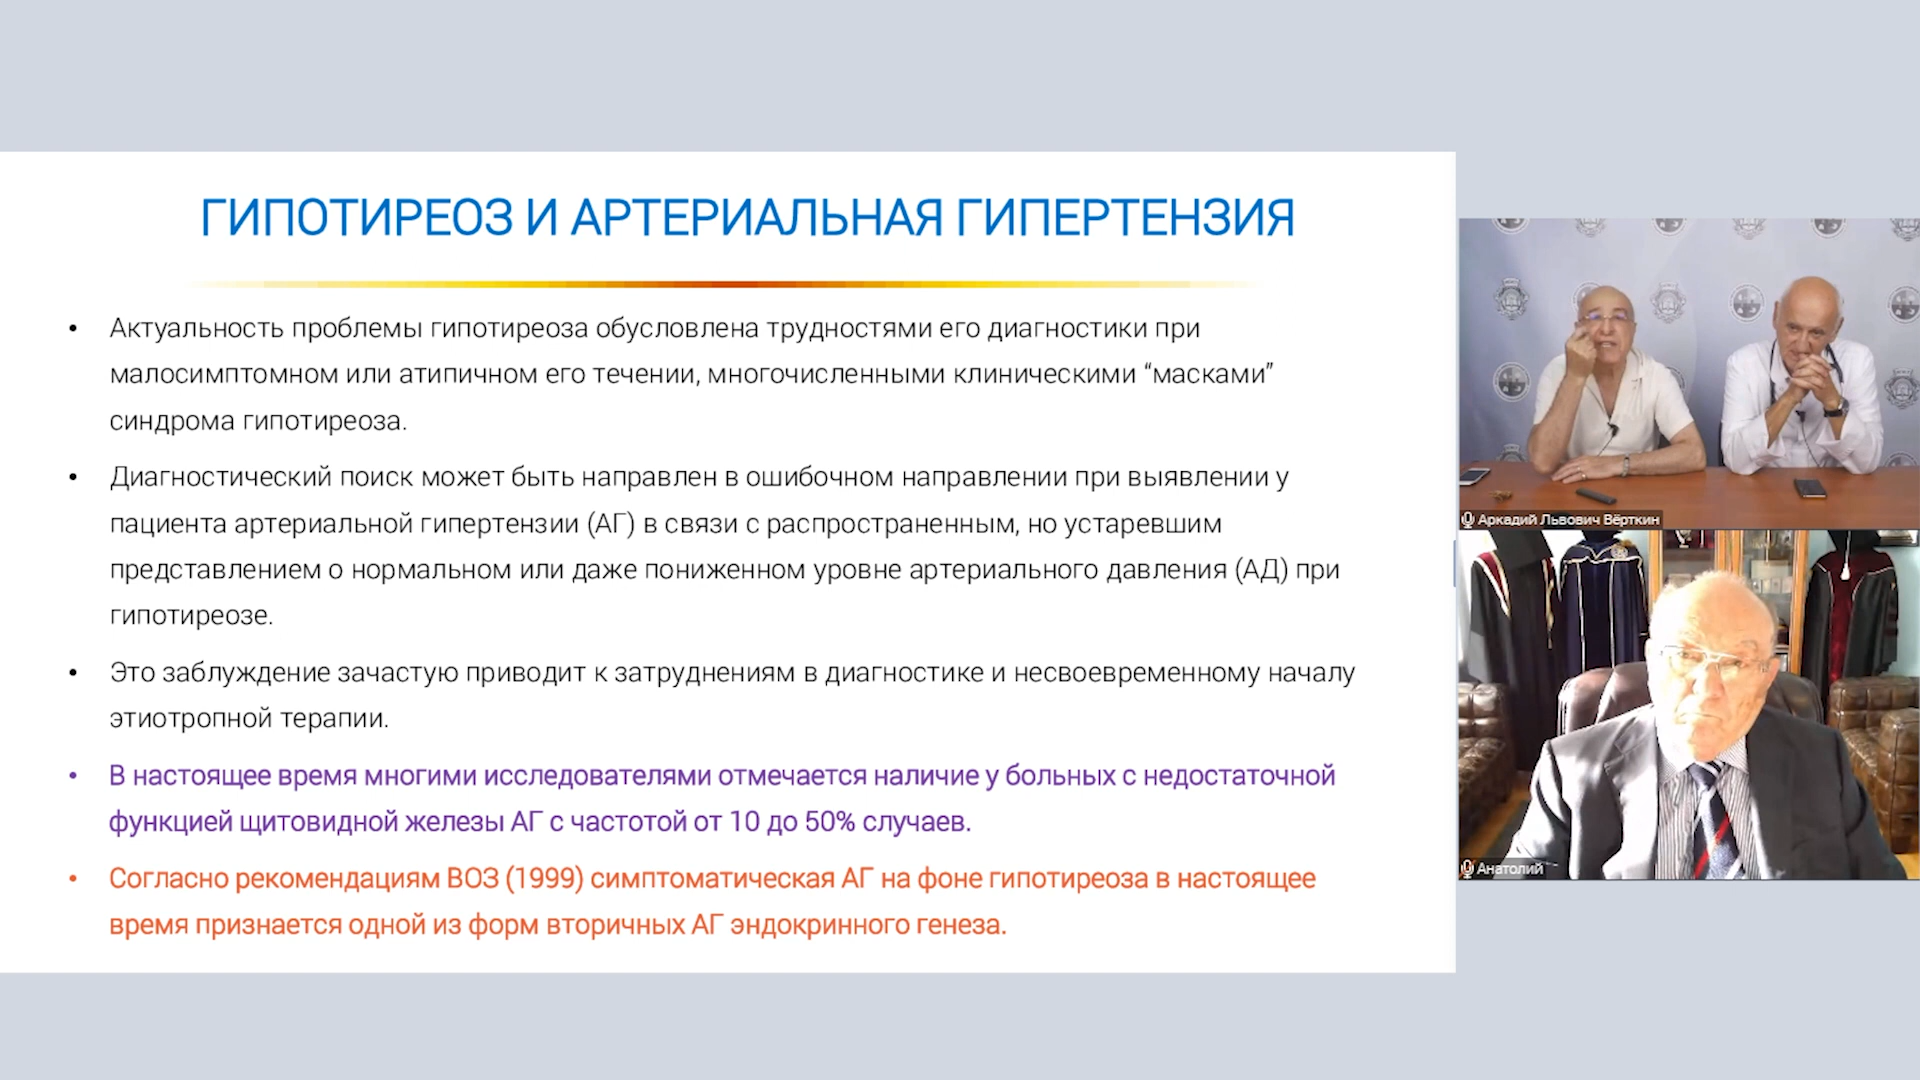 ГИПОТИРЕОЗ И АРТЕРИАЛЬНАЯ ГИПЕРТЕНЗИЯ
• Актуальность проблемы гипотиреоза обусловлена трудностями его диагностики при
малосимптомном или атипичном его течении, многочисленными клиническими “масками”
синдрома гипотиреоза.
• Диагностический поиск может быть направлен в ошибочном направлении при выявлении у
пациента артериальной гипертензии (АГ) в связи с распространенным, но устаревшим
представлением о нормальном или даже пониженном уровне артериального давления (АД) при
гипотиреозе.
• Это заблуждение зачастую приводит к затруднениям в диагностике и несвоевременному началу
этиотропной терапии.
• В настоящее время многими исследователями отмечается наличие у больных с недостаточной
функцией щитовидной железы АГ с частотой от 10 до 50% случаев.
• Согласно рекомендациям ВОЗ (1999) симптоматическая АГ на фоне гипотиреоза в настоящее
время признается одной из форм вторичных АГ эндокринного генеза.
Аркадий Львович Вёрткин
Анатолий